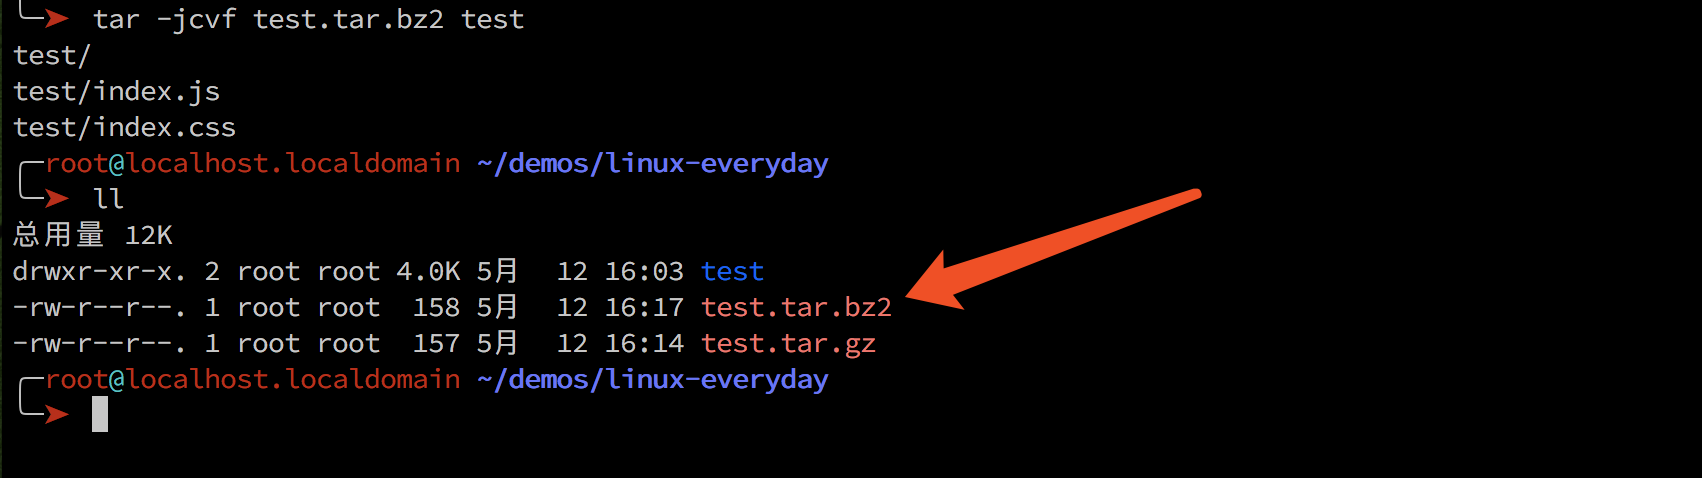 tar -jcvf test.tar.bz2 test
test/
test/index.js
test/index.css
root@localhost.localdomain ~/demos/linux-everyday
ll
总用量 12K
drwxr-xr-x. 2 root root 4.0K 5月  12 16:03 test
-rw-r--r--. 1 root root  158 5月  12 16:17 test.tar.bz2
-rw-r--r--. 1 root root  157 5月  12 16:14 test.tar.gz
root@localhost.localdomain ~/demos/linux-everyday